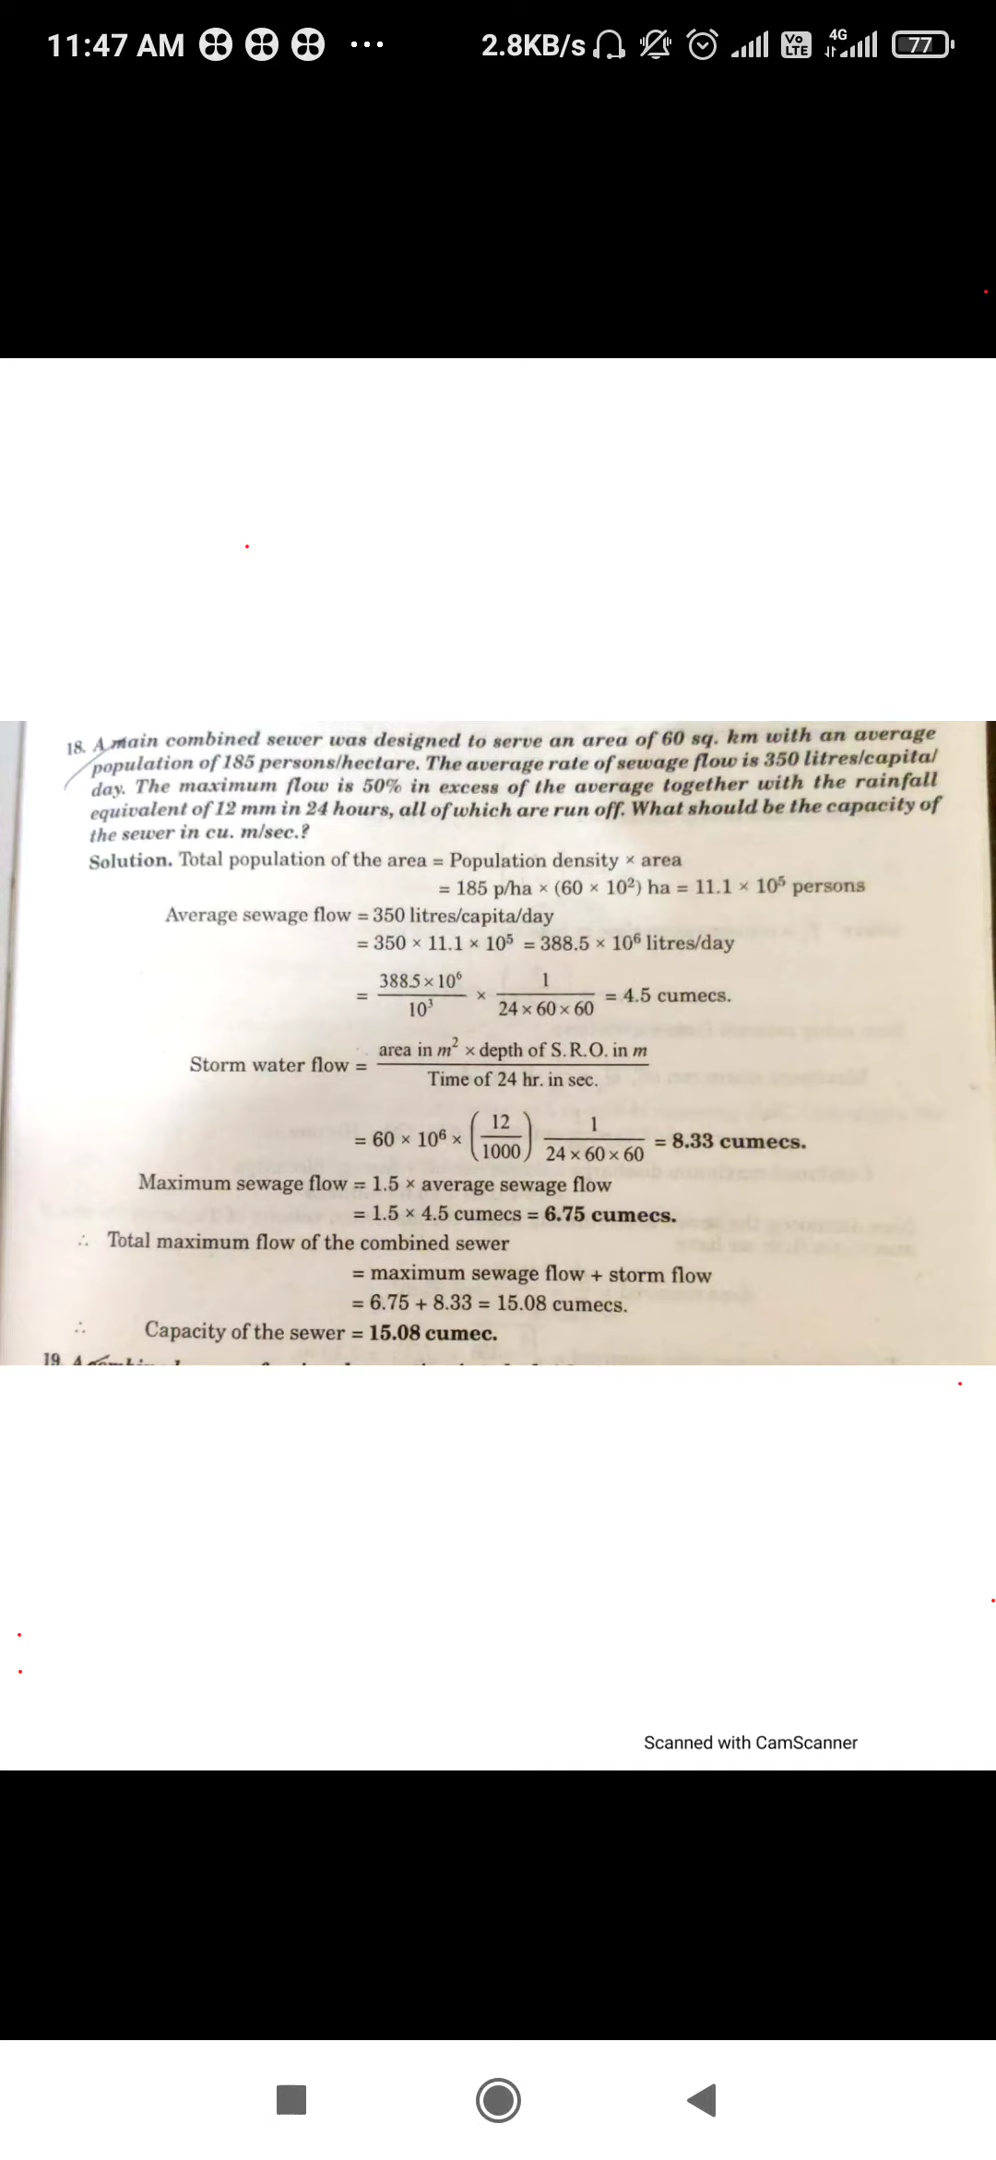 11:47 AM ... 2.8KB/s Vo LTE 4G 77
18. A main combined sewer was designed to serve an area of 60 sq. km with an average
population of 185 persons/hectare. The average rate of sewage flow is 350 litres/capita/
day. The maximum flow is 50% in excess of the average together with the rainfall
equivalent of 12 mm in 24 hours, all of which are run off. What should be the capacity of
the sewer in cu. m/sec.?
Solution. Total population of the area = Population density × area
= 185 p/ha × (60 × 10²) ha = 11.1 × 10⁵ persons
Average sewage flow = 350 litres/capita/day
= 350 × 11.1 × 10⁵ = 388.5 × 10⁶ litres/day
= 388.5 × 10⁶ / 10³ × 1 / 24 × 60 × 60 = 4.5 cumecs.
Storm water flow = area in m² × depth of S.R.O. in m / Time of 24 hr. in sec.
= 60 × 10⁶ × (12 / 1000) 1 / 24 × 60 × 60 = 8.33 cumecs.
Maximum sewage flow = 1.5 × average sewage flow
= 1.5 × 4.5 cumecs = 6.75 cumecs.
∴ Total maximum flow of the combined sewer
= maximum sewage flow + storm flow
= 6.75 + 8.33 = 15.08 cumecs.
∴ Capacity of the sewer = 15.08 cumec.
19.
Scanned with CamScanner